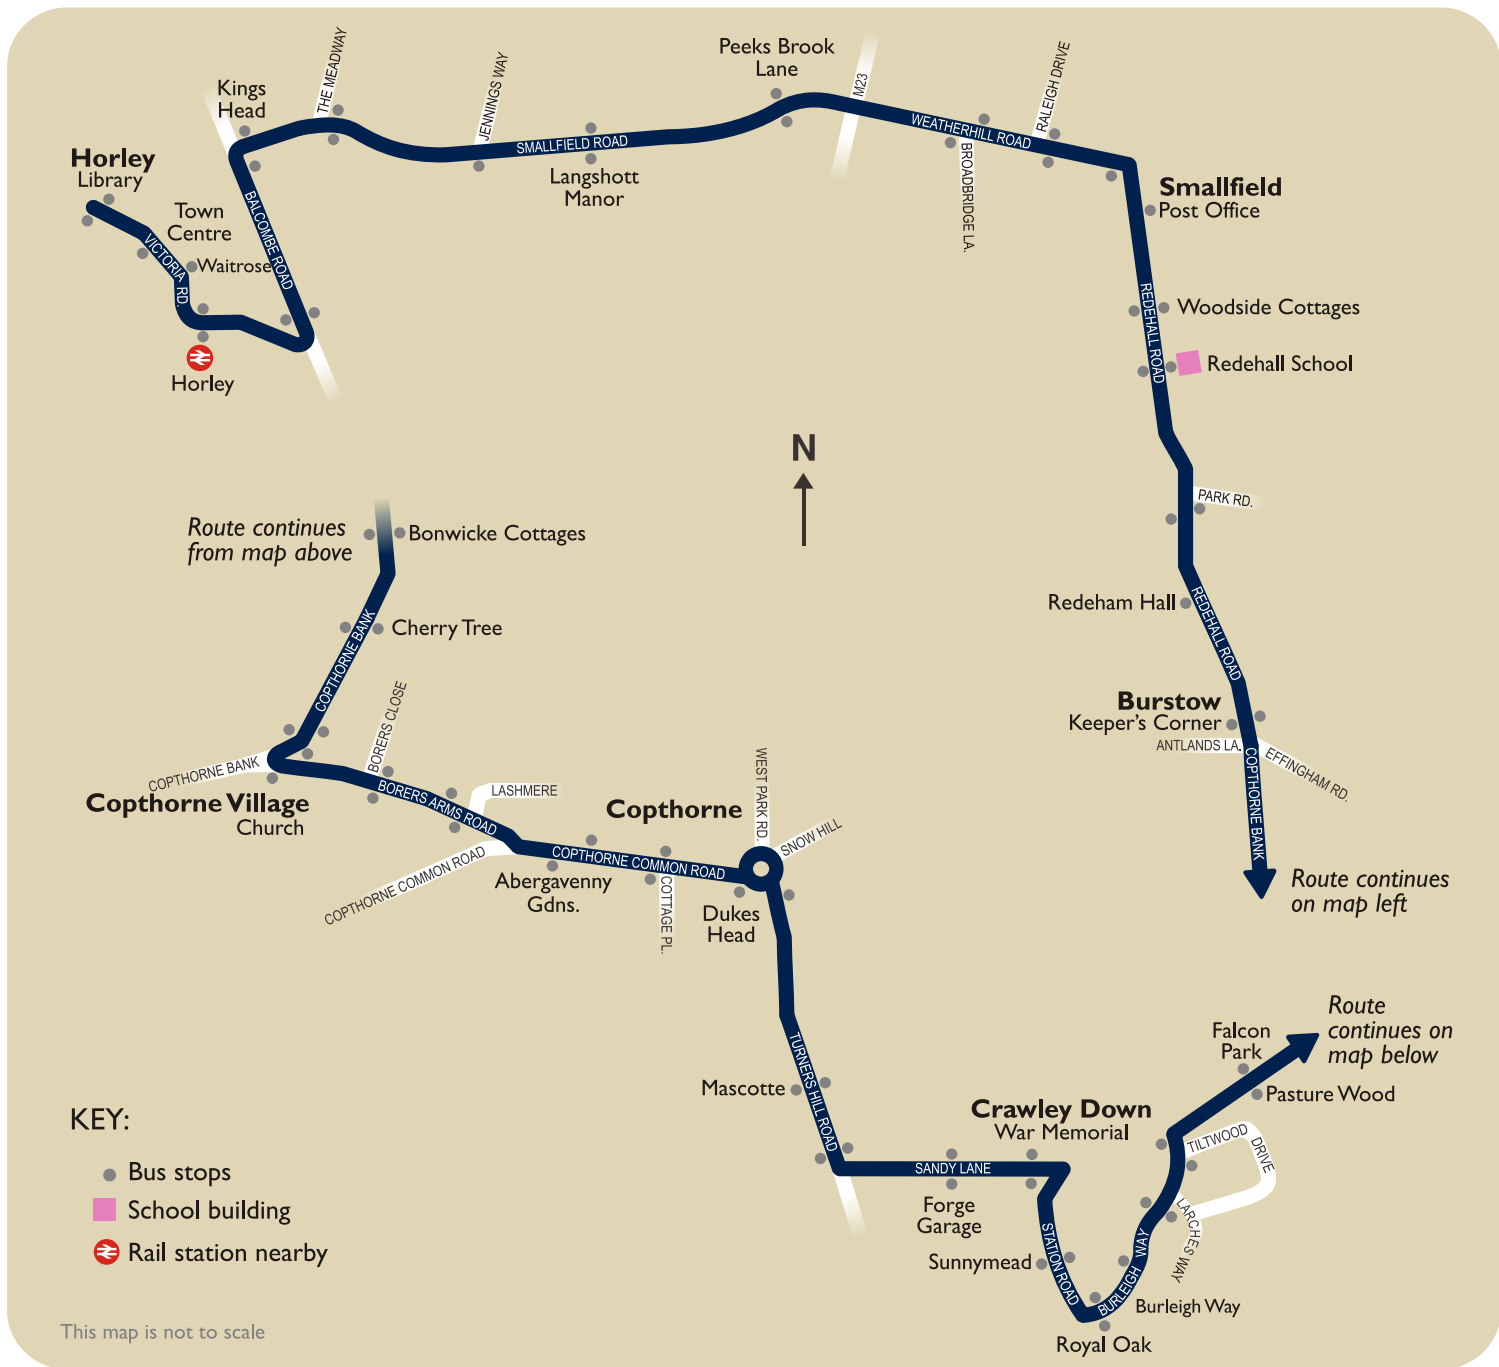 Kings
Head
THE MEADWAY
JENNINGS WAY
Peeks Brook
Lane
M23
RALEIGH DRIVE
WEATHERHILL ROAD
BROADBRIDGE LA.
SMALLFIELD ROAD
Langshott
Manor
Horley
Library
Town
Centre
Waitrose
VICTORIA RD.
BALCOMBE ROAD
Horley
Smallfield
Post Office
REDEHALL ROAD
Woodside Cottages
Redehall School
N
PARK RD.
Redeham Hall
REDEHALL ROAD
Burstow
Keeper's Corner
ANTLANDS LA.
EFFINGHAM RD.
COPTHORNE BANK
Route continues
on map left
Route continues
from map above
Bonwicke Cottages
Cherry Tree
COPTHORNE BANK
BORERS CLOSE
COPTHORNE BANK
Copthorne Village
Church
BORERS ARMS ROAD
LASHMERE
COPTHORNE COMMON ROAD
Copthorne
COPTHORNE COMMON ROAD
WEST PARK RD.
SNOW HILL
Abergavenny
Gdns.
COTTAGE PL.
Dukes
Head
TURNERS HILL ROAD
Mascotte
SANDY LANE
Forge
Garage
Crawley Down
War Memorial
Sunnymead
STATION ROAD
Royal Oak
BURLEIGH WAY
Burleigh Way
LARCHES WAY
TILTWOOD DRIVE
Falcon
Park
Pasture Wood
Route
continues on
map below
KEY:
Bus stops
School building
Rail station nearby
This map is not to scale